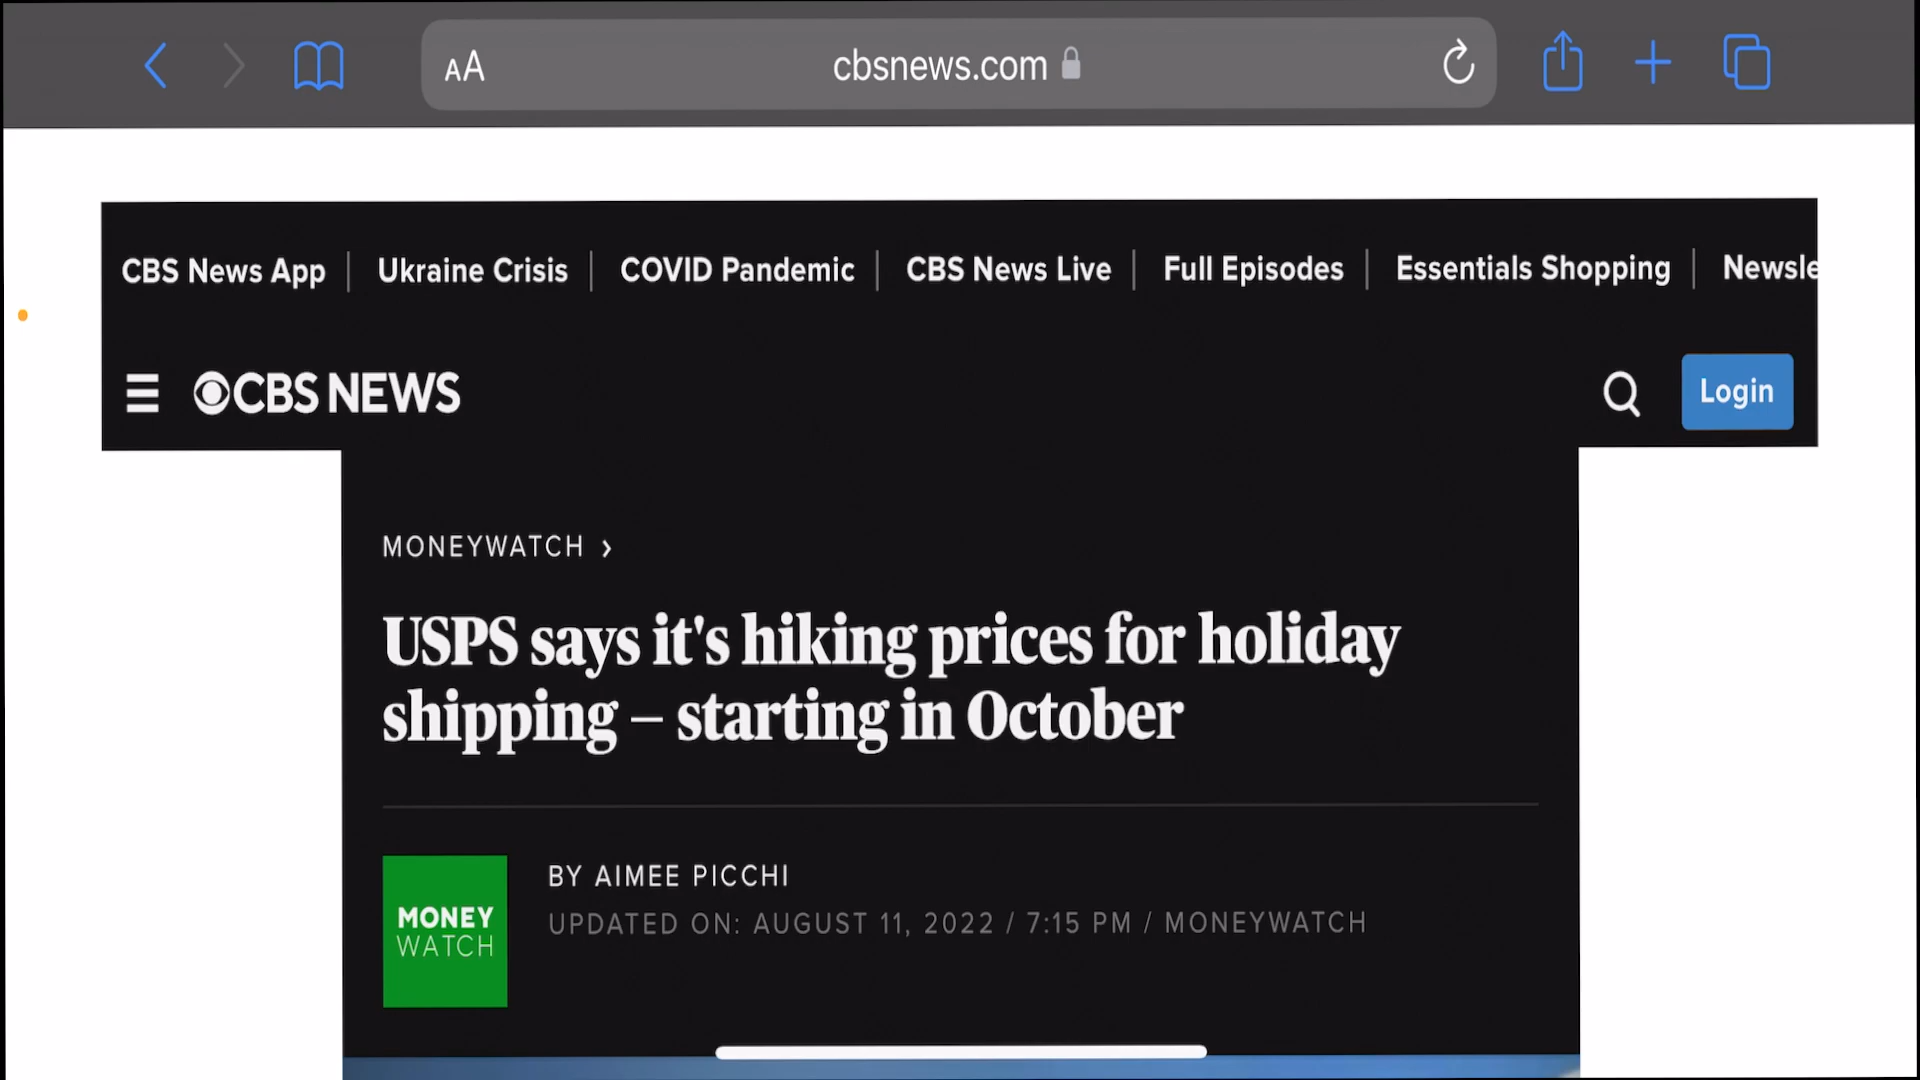 AA cbsnews.com
CBS News App | Ukraine Crisis | COVID Pandemic | CBS News Live | Full Episodes | Essentials Shopping | Newsle
CBS NEWS Login
MONEYWATCH >
USPS says it's hiking prices for holiday
shipping – starting in October
MONEY
WATCH
BY AIMEE PICCHI
UPDATED ON: AUGUST 11, 2022 / 7:15 PM / MONEYWATCH